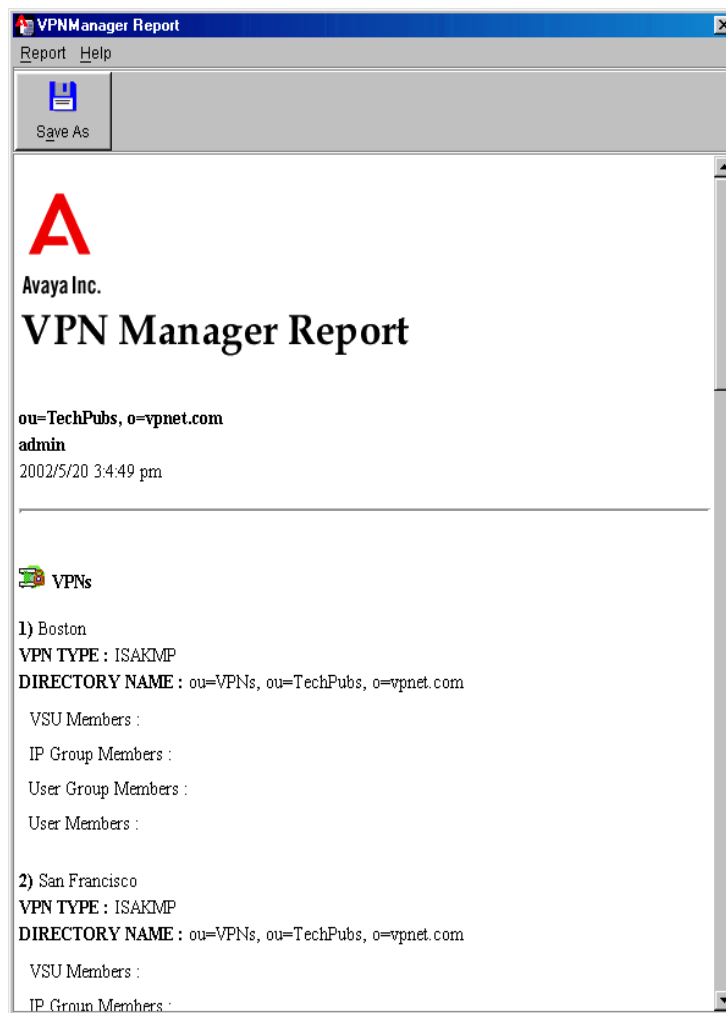 VPNManager Report
Report Help
Save As
Avaya Inc.
VPN Manager Report
ou=TechPubs, o=vpnet.com
admin
2002/5/20 3:4:49 pm
VPNs
1) Boston
VPN TYPE : ISAKMP
DIRECTORY NAME : ou=VPNs, ou=TechPubs, o=vpnet.com
VSU Members :
IP Group Members :
User Group Members :
User Members :
2) San Francisco
VPN TYPE : ISAKMP
DIRECTORY NAME : ou=VPNs, ou=TechPubs, o=vpnet.com
VSU Members :
IP Group Members :